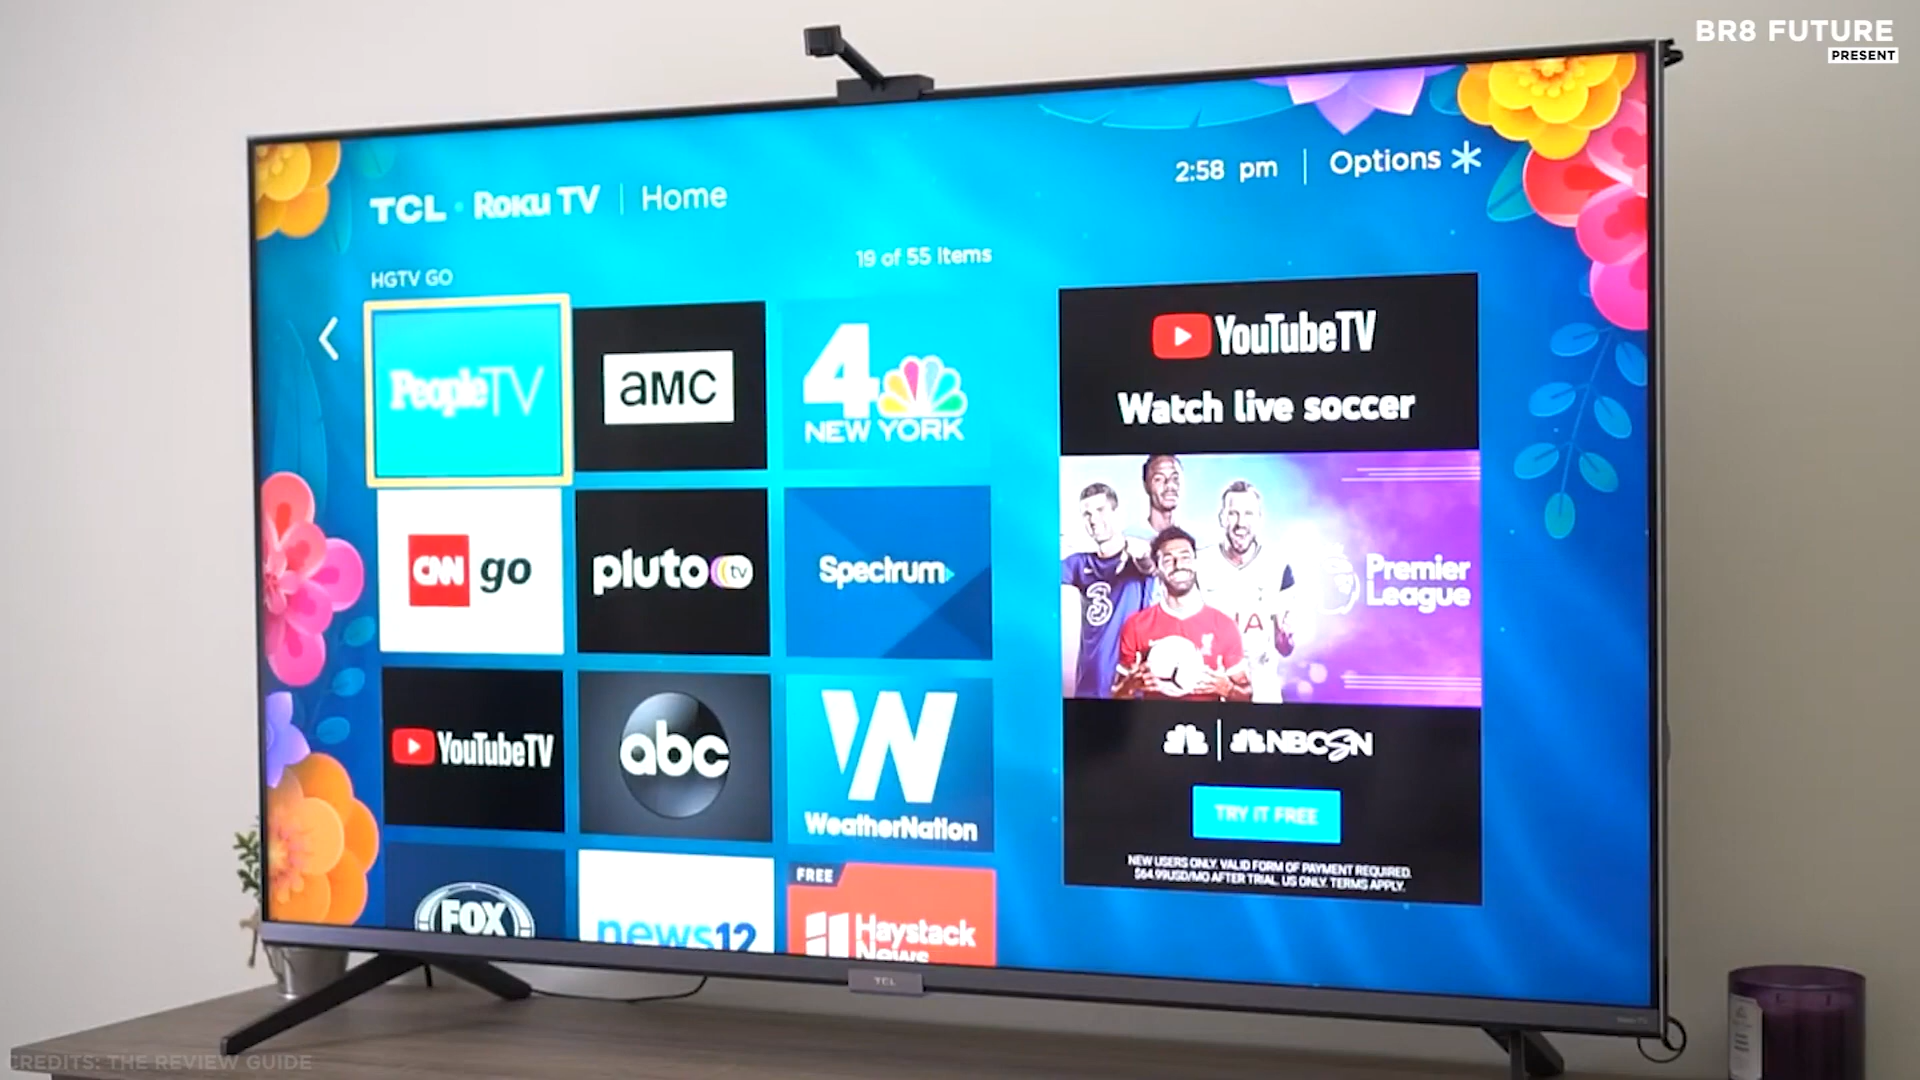 BR8 FUTURE
PRESENT
TCL • Roku TV | Home
2:58 pm | Options
19 of 55 items
HGTV GO
PeopleTV
aMC
4
NEW YORK
CNN go
pluto tv
Spectrum
YouTubeTV
abc
W
WeatherNation
FOX
news12
FREE
Haystack
News
YouTubeTV
Watch live soccer
3
Premier
League
NBCSN
TRY IT FREE
NEW USERS ONLY. VALID FORM OF PAYMENT REQUIRED.
$64.99USD/MO AFTER TRIAL. US ONLY. TERMS APPLY.
TCL
CREDITS: THE REVIEW GUIDE